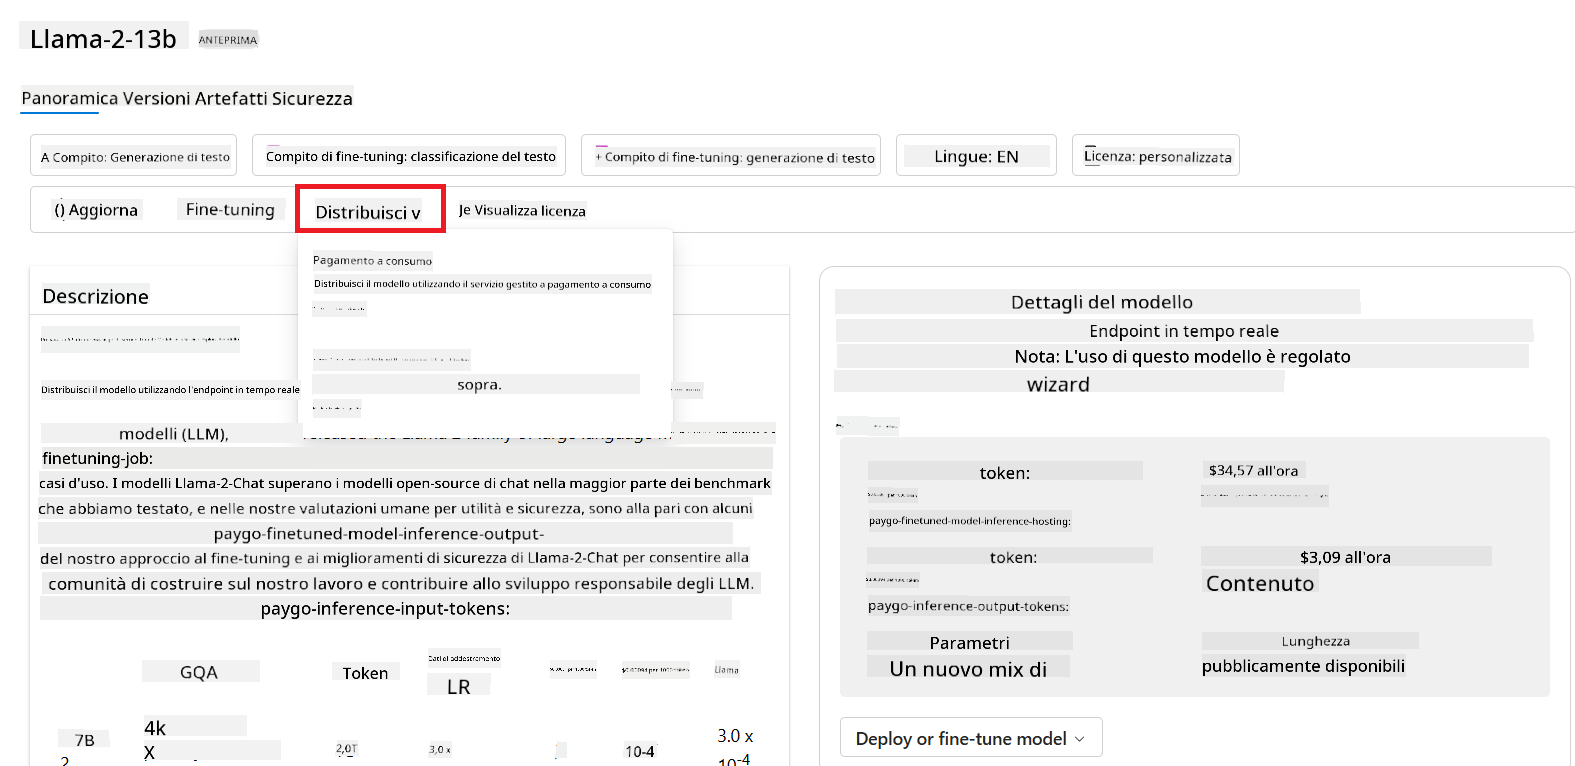 Llama-2-13b ANTEPRIMA
Panoramica Versioni Artefatti Sicurezza
A Compito: Generazione di testo
Compito di fine-tuning: classificazione del testo
+ Compito di fine-tuning: generazione di testo
Lingue: EN
Licenza: personalizzata
() Aggiorna
Fine-tuning
Distribuisci v
Je Visualizza licenza
Pagamento a consumo
Distribuisci il modello utilizzando il servizio gestito a pagamento a consumo
sopra.
Descrizione
Distribuisci il modello utilizzando l'endpoint in tempo reale
modelli (LLM),
finetuning-job:
casi d'uso. I modelli Llama-2-Chat superano i modelli open-source di chat nella maggior parte dei benchmark
che abbiamo testato, e nelle nostre valutazioni umane per utilità e sicurezza, sono alla pari con alcuni
paygo-finetuned-model-inference-output-
del nostro approccio al fine-tuning e ai miglioramenti di sicurezza di Llama-2-Chat per consentire alla
comunità di costruire sul nostro lavoro e contribuire allo sviluppo responsabile degli LLM.
paygo-inference-input-tokens:
GQA
Token
Dati di addestramento
LR
$0.00094 per 1000 token
Llama
7B
4k
X
2,0T
3,0 x
10-4
3.0 x
10-4
2
Dettagli del modello
Endpoint in tempo reale
Nota: L'uso di questo modello è regolato
wizard
token:
$34,57 all'ora
paygo-finetuned-model-inference-hosting:
token:
$3,09 all'ora
Contenuto
paygo-inference-output-tokens:
Parametri
Lunghezza
Un nuovo mix di
pubblicamente disponibili
Deploy or fine-tune model